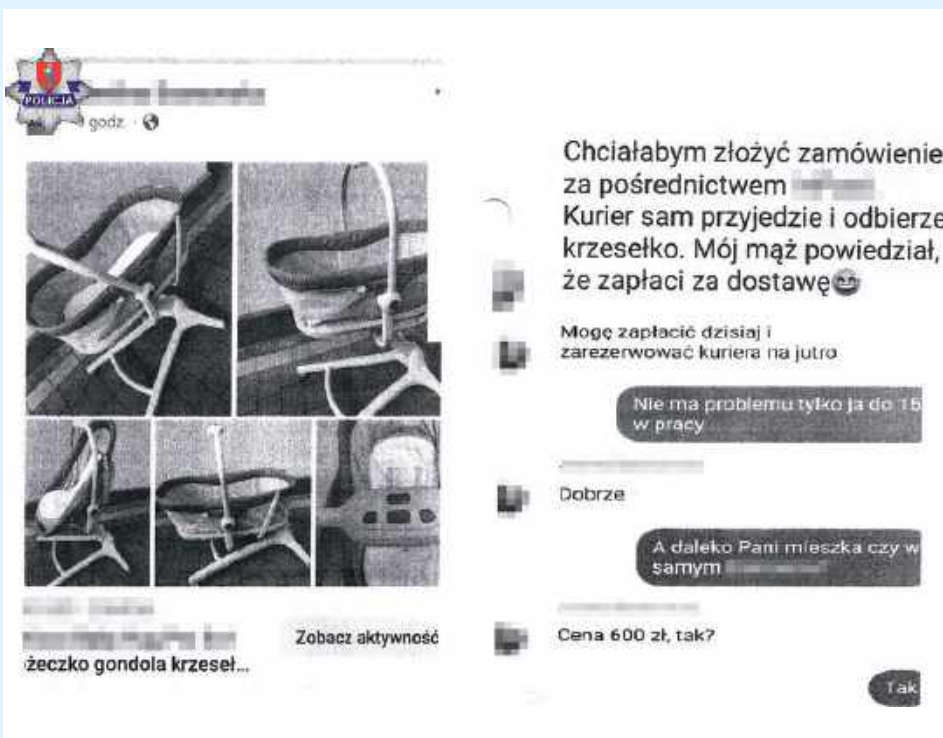 POLICJA
godz.
Zobacz aktywność
żeczko gondola krzeseł...
Chciałabym złożyć zamówienie
za pośrednictwem
Kurier sam przyjedzie i odbierze
krzesełko. Mój mąż powiedział,
że zapłaci za dostawę😄
Mogę zapłacić dzisiaj i
zarezerwować kuriera na jutro
Nie ma problemu tylko ja do 15
w pracy
Dobrze
A daleko Pani mieszka czy w
samym
Cena 600 zł, tak?
Tak